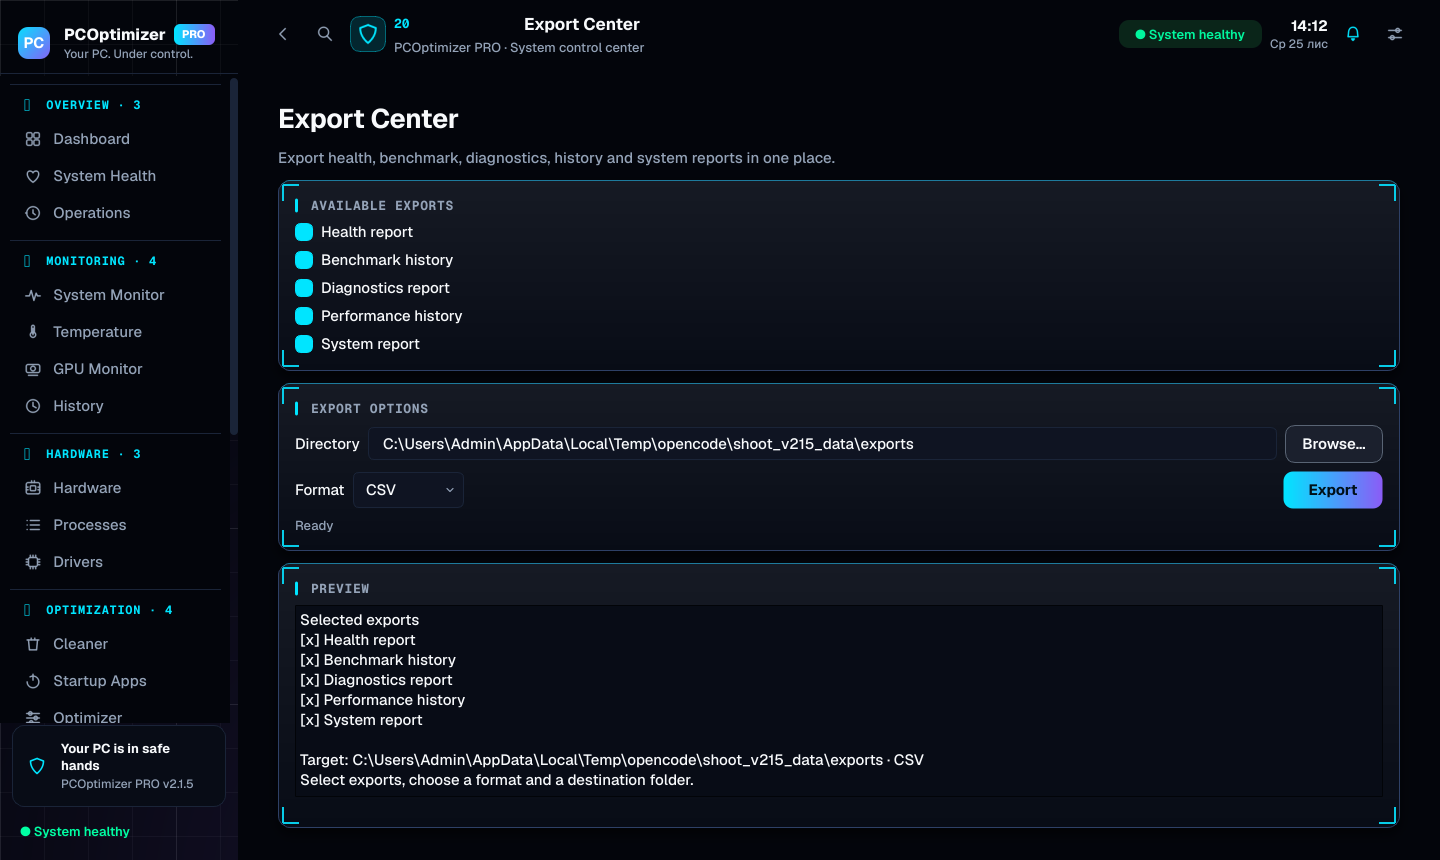 PC
PCOptimizer PRO
Your PC. Under control.
OVERVIEW · 3
Dashboard
System Health
Operations
MONITORING · 4
System Monitor
Temperature
GPU Monitor
History
HARDWARE · 3
Hardware
Processes
Drivers
OPTIMIZATION · 4
Cleaner
Startup Apps
Optimizer
Your PC is in safe
hands
PCOptimizer PRO v2.1.5
System healthy
20
Export Center
PCOptimizer PRO · System control center
System healthy
14:12
Ср 25 лис
Export Center
Export health, benchmark, diagnostics, history and system reports in one place.
AVAILABLE EXPORTS
Health report
Benchmark history
Diagnostics report
Performance history
System report
EXPORT OPTIONS
Directory C:\Users\Admin\AppData\Local\Temp\opencode\shoot_v215_data\exports Browse...
Format CSV Export
Ready
PREVIEW
Selected exports
[x] Health report
[x] Benchmark history
[x] Diagnostics report
[x] Performance history
[x] System report
Target: C:\Users\Admin\AppData\Local\Temp\opencode\shoot_v215_data\exports · CSV
Select exports, choose a format and a destination folder.